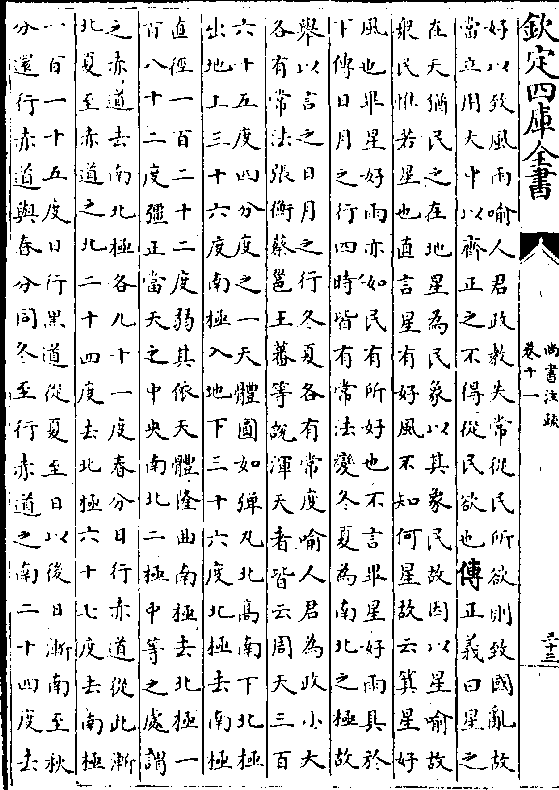 欽定四庫全書
尚書注疏
卷十一
三十三
好以致風雨喻人君政教失常從民所欲則致國亂故
當立用大中以齊正之不得從民欲也傳正義曰星之
在天猶民之在地星為民象以其象民故因以星喻故
衆民惟若星也直言星有好風不知何星故云箕星好
風也畢星好雨亦如民有所好也不言畢星好雨具於
下傳日月之行四時皆有常法變冬夏為南北之極故
舉以言之日月之行冬夏各有常度喻人君為政小大
各有常法張衡蔡邕王蕃等說渾天者皆云周天三百
六十五度四分度之一天體圓如彈丸北髙南下北極
出地上三十六度南極入地下三十六度北極去南極
直徑一百二十二度弱其依天體隆曲南極去北極一
百八十二度彊正當天之中央南北二極中等之處謂
之赤道去南北極各九十一度春分日行赤道從此漸
北夏至赤道之北二十四度去北極六十七度去南極
一百一十五度日行黑道從夏至日以後日漸南至秋
分還行赤道與春分同冬至行赤道之南二十四度去